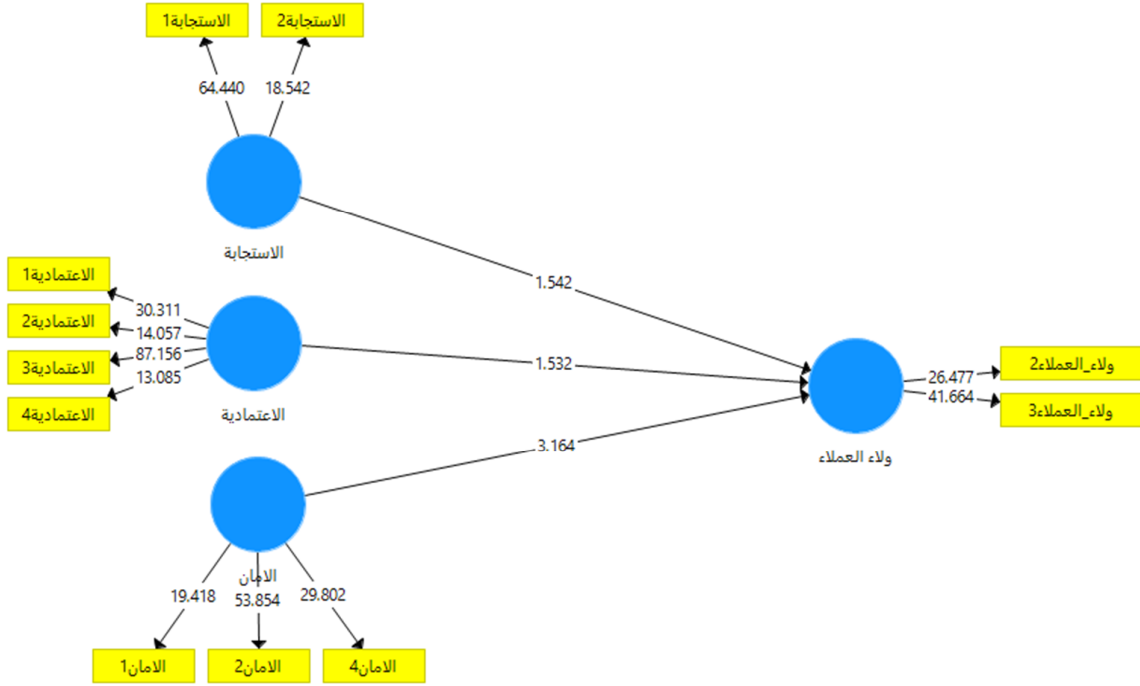 الاستجابة1
الاستجابة2
64.440
18.542
الاستجابة
1.542
الاعتمادية1
الاعتمادية2
الاعتمادية3
الاعتمادية4
30.311
14.057
87.156
13.085
الاعتمادية
1.532
ولاء العملاء
26.477
41.664
ولاء_العملاء2
ولاء_العملاء3
3.164
الامان
19.418
53.854
29.802
الامان1
الامان2
الامان4